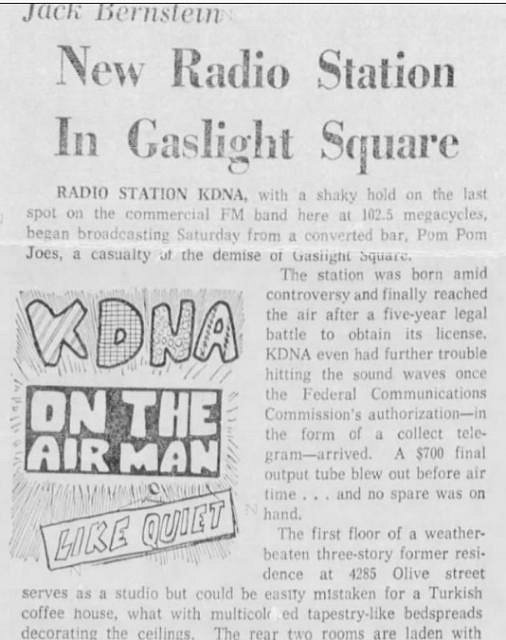 Jack Bernstein
New Radio Station
In Gaslight Square
RADIO STATION KDNA, with a shaky hold on the last
spot on the commercial FM band here at 102.5 megacycles,
began broadcasting Saturday from a converted bar, Pom Pom
Joes, a casualty of the demise of Gaslight Square.
The station was born amid
controversy and finally reached
the air after a five-year legal
battle to obtain its license.
KDNA even had further trouble
hitting the sound waves once
the Federal Communications
Commission's authorization—in
the form of a collect tele-
gram—arrived. A $700 final
output tube blew out before air
time . . . and no spare was on
hand.
The first floor of a weather-
beaten three-story former resi-
dence at 4285 Olive street
serves as a studio but could be easily mistaken for a Turkish
coffee house, what with multicol ed tapestry-like bedspreads
decorating the ceilings. The rear two rooms are laden with
KDNA
ON THE
AIR MAN
LIKE QUIET